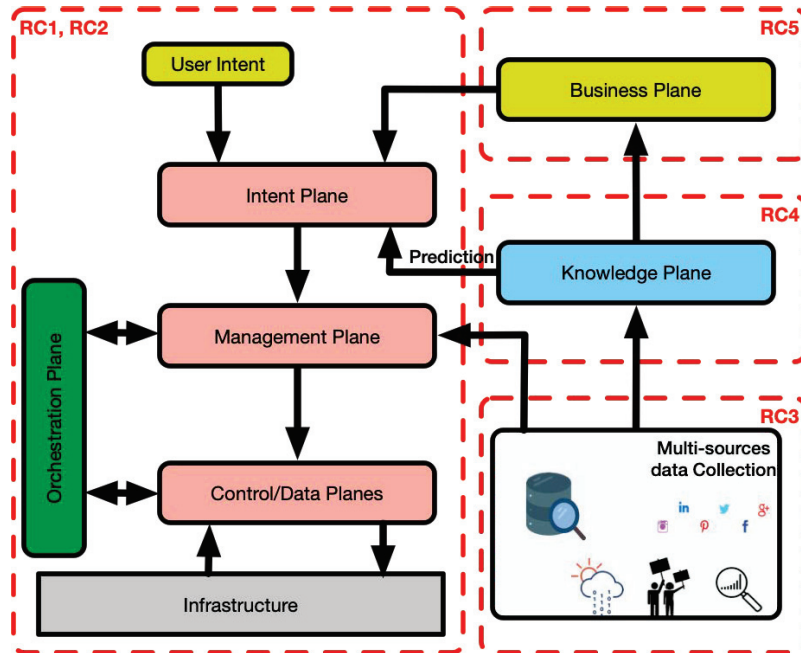 RC1, RC2
User Intent
Intent Plane
Management Plane
Orchestration Plane
Control/Data Planes
Infrastructure
RC5
Business Plane
RC4
Prediction
Knowledge Plane
RC3
Multi-sources
data Collection
in
g+
f